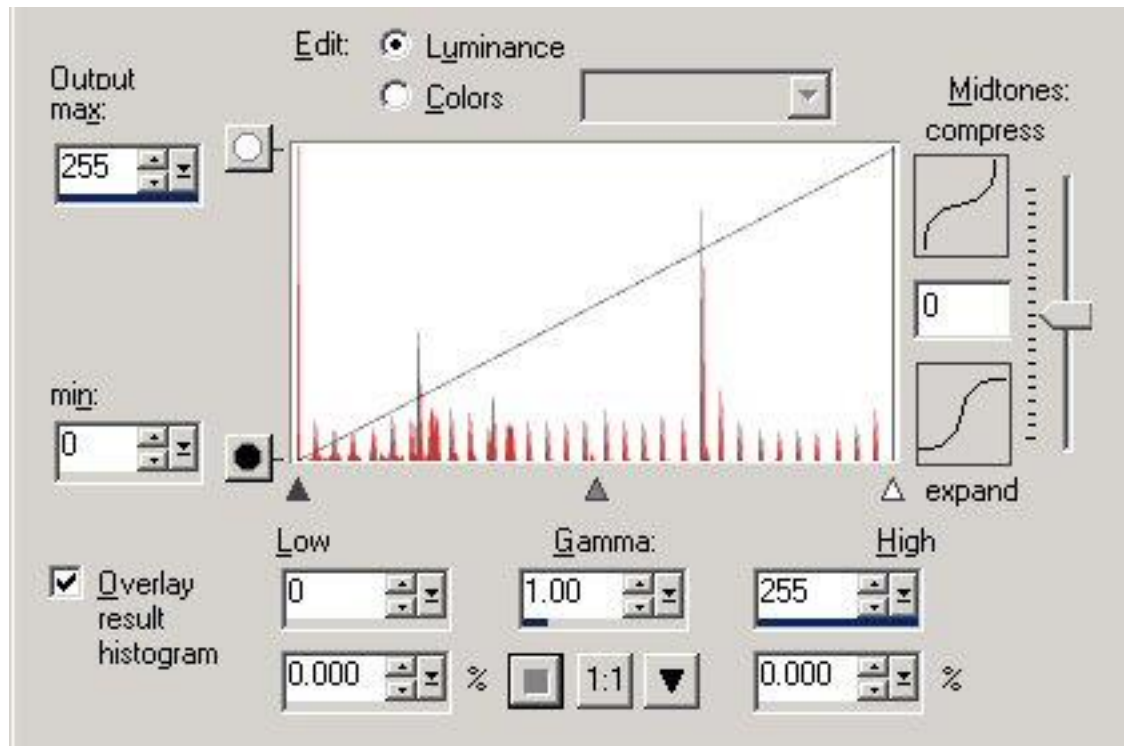 Edit: Luminance
Colors
Output
max:
255
Midtones:
compress
0
min:
0
expand
Low Gamma: High
Overlay
result
histogram
0 1.00 255
0.000 % 1:1 0.000 %